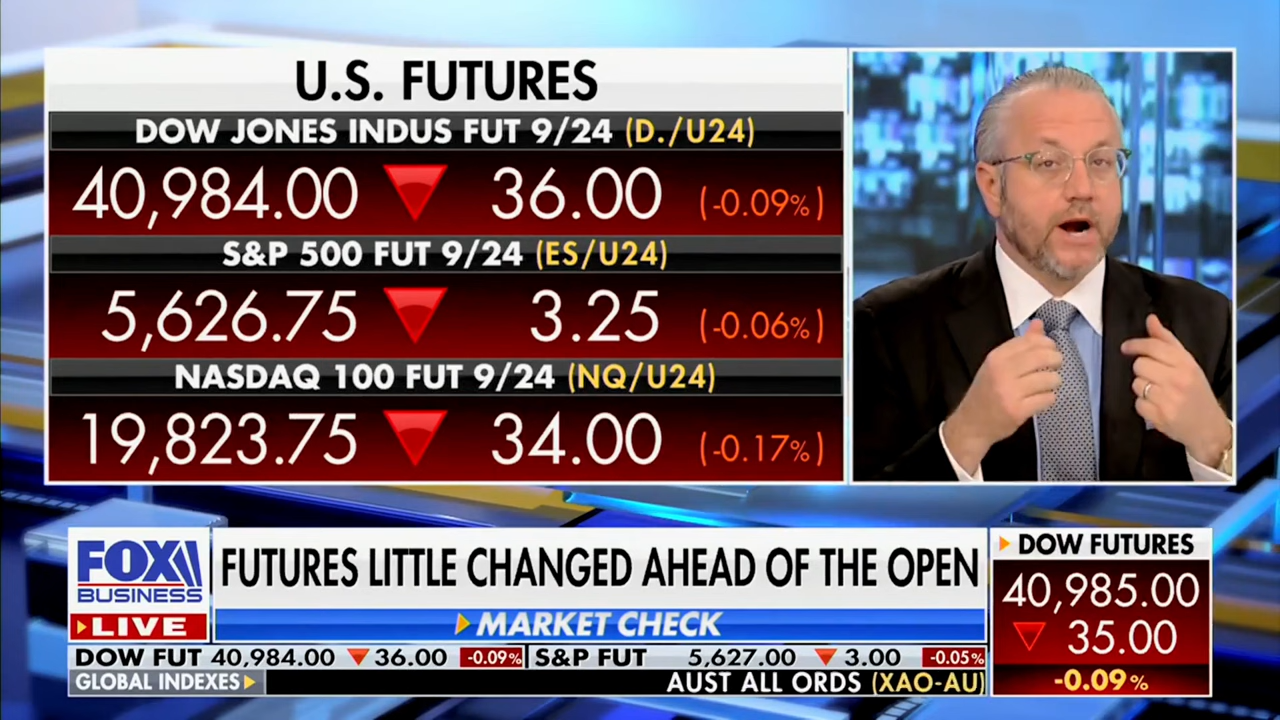 U.S. FUTURES
DOW JONES INDUS FUT 9/24 (D./U24)
40,984.00 ▼ 36.00 (-0.09%)
S&P 500 FUT 9/24 (ES/U24)
5,626.75 ▼ 3.25 (-0.06%)
NASDAQ 100 FUT 9/24 (NQ/U24)
19,823.75 ▼ 34.00 (-0.17%)
FOX
BUSINESS
LIVE
FUTURES LITTLE CHANGED AHEAD OF THE OPEN
MARKET CHECK
DOW FUTURES
40,985.00
▼ 35.00
-0.09%
DOW FUT 40,984.00 ▼ 36.00 -0.09% S&P FUT 5,627.00 ▼ 3.00 -0.05%
GLOBAL INDEXES AUST ALL ORDS (XAO-AU)